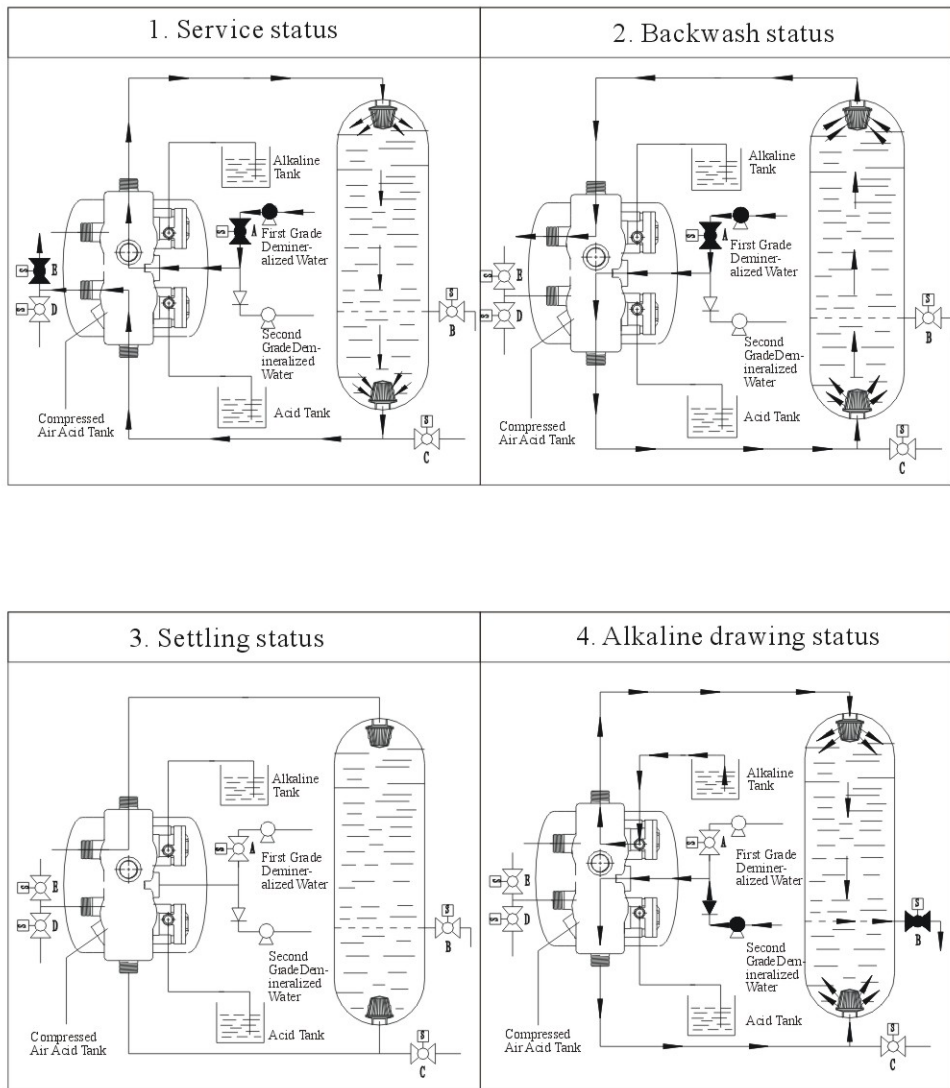 1. Service status
Alkaline
Tank
S
A
First Grade
Deminer-
alized Water
S
E
S
D
S
B
Second
GradeDem-
ineralized
Water
Acid Tank
Compressed
Air Acid Tank
S
C
2. Backwash status
Alkaline
Tank
S
A
First Grade
Deminer-
alized Water
S
E
S
D
S
B
Second
GradeDem-
ineralized
Water
Acid Tank
Compressed
Air Acid Tank
S
C
3. Settling status
Alkaline
Tank
S
A
First Grade
Deminer-
alized Water
S
E
S
D
S
B
Second
GradeDem-
ineralized
Water
Acid Tank
Compressed
Air Acid Tank
S
C
4. Alkaline drawing status
Alkaline
Tank
S
A
First Grade
Deminer-
alized Water
S
E
S
D
S
B
Second
GradeDem-
ineralized
Water
Acid Tank
Compressed
Air Acid Tank
S
C